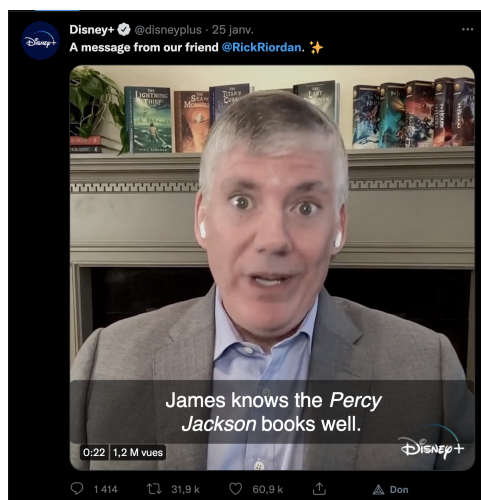 Disney+ @disneyplus · 25 janv.
A message from our friend @RickRiordan. ✨
Disney+
THE
LIGHTNING
THIEF
THE
SEA OF
MONSTERS
THE
TITAN'S
CURSE
THE
LAST
James knows the Percy
Jackson books well.
0:22 1,2 M vues
Disney+
1 414 31,9 k 60,9 k Don